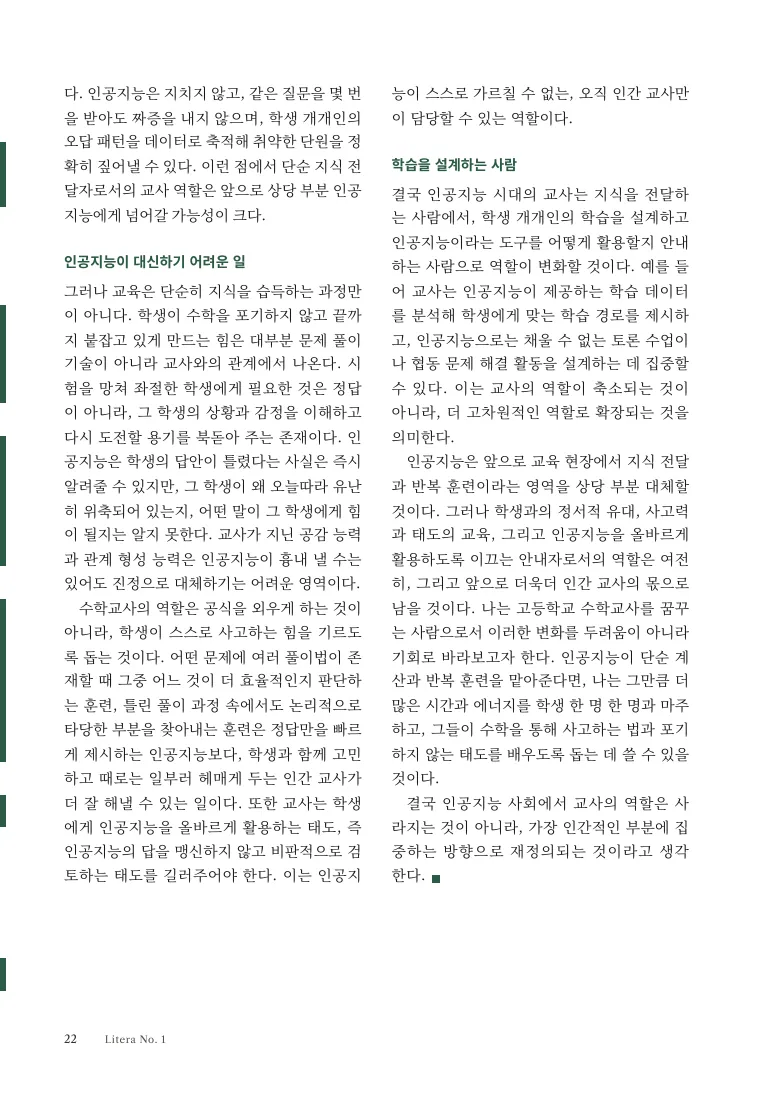 다. 인공지능은 지치지 않고, 같은 질문을 몇 번
을 받아도 짜증을 내지 않으며, 학생 개개인의
오답 패턴을 데이터로 축적해 취약한 단원을 정
확히 짚어낼 수 있다. 이런 점에서 단순 지식 전
달자로서의 교사 역할은 앞으로 상당 부분 인공
지능에게 넘어갈 가능성이 크다.
인공지능이 대신하기 어려운 일
그러나 교육은 단순히 지식을 습득하는 과정만
이 아니다. 학생이 수학을 포기하지 않고 끝까
지 붙잡고 있게 만드는 힘은 대부분 문제 풀이
기술이 아니라 교사와의 관계에서 나온다. 시
험을 망쳐 좌절한 학생에게 필요한 것은 정답
이 아니라, 그 학생의 상황과 감정을 이해하고
다시 도전할 용기를 북돋아 주는 존재이다. 인
공지능은 학생의 답안이 틀렸다는 사실은 즉시
알려줄 수 있지만, 그 학생이 왜 오늘따라 유난
히 위축되어 있는지, 어떤 말이 그 학생에게 힘
이 될지는 알지 못한다. 교사가 지닌 공감 능력
과 관계 형성 능력은 인공지능이 흉내 낼 수는
있어도 진정으로 대체하기는 어려운 영역이다.
수학교사의 역할은 공식을 외우게 하는 것이
아니라, 학생이 스스로 사고하는 힘을 기르도
록 돕는 것이다. 어떤 문제에 여러 풀이법이 존
재할 때 그중 어느 것이 더 효율적인지 판단하
는 훈련, 틀린 풀이 과정 속에서도 논리적으로
타당한 부분을 찾아내는 훈련은 정답만을 빠르
게 제시하는 인공지능보다, 학생과 함께 고민
하고 때로는 일부러 헤매게 두는 인간 교사가
더 잘 해낼 수 있는 일이다. 또한 교사는 학생
에게 인공지능을 올바르게 활용하는 태도, 즉
인공지능의 답을 맹신하지 않고 비판적으로 검
토하는 태도를 길러주어야 한다. 이는 인공지
능이 스스로 가르칠 수 없는, 오직 인간 교사만
이 담당할 수 있는 역할이다.
학습을 설계하는 사람
결국 인공지능 시대의 교사는 지식을 전달하
는 사람에서, 학생 개개인의 학습을 설계하고
인공지능이라는 도구를 어떻게 활용할지 안내
하는 사람으로 역할이 변화할 것이다. 예를 들
어 교사는 인공지능이 제공하는 학습 데이터
를 분석해 학생에게 맞는 학습 경로를 제시하
고, 인공지능으로는 채울 수 없는 토론 수업이
나 협동 문제 해결 활동을 설계하는 데 집중할
수 있다. 이는 교사의 역할이 축소되는 것이
아니라, 더 고차원적인 역할로 확장되는 것을
의미한다.
인공지능은 앞으로 교육 현장에서 지식 전달
과 반복 훈련이라는 영역을 상당 부분 대체할
것이다. 그러나 학생과의 정서적 유대, 사고력
과 태도의 교육, 그리고 인공지능을 올바르게
활용하도록 이끄는 안내자로서의 역할은 여전
히, 그리고 앞으로 더욱더 인간 교사의 몫으로
남을 것이다. 나는 고등학교 수학교사를 꿈꾸
는 사람으로서 이러한 변화를 두려움이 아니라
기회로 바라보고자 한다. 인공지능이 단순 계
산과 반복 훈련을 맡아준다면, 나는 그만큼 더
많은 시간과 에너지를 학생 한 명 한 명과 마주
하고, 그들이 수학을 통해 사고하는 법과 포기
하지 않는 태도를 배우도록 돕는 데 쓸 수 있을
것이다.
결국 인공지능 사회에서 교사의 역할은 사
라지는 것이 아니라, 가장 인간적인 부분에 집
중하는 방향으로 재정의되는 것이라고 생각
한다. ■
22 Litera No. 1